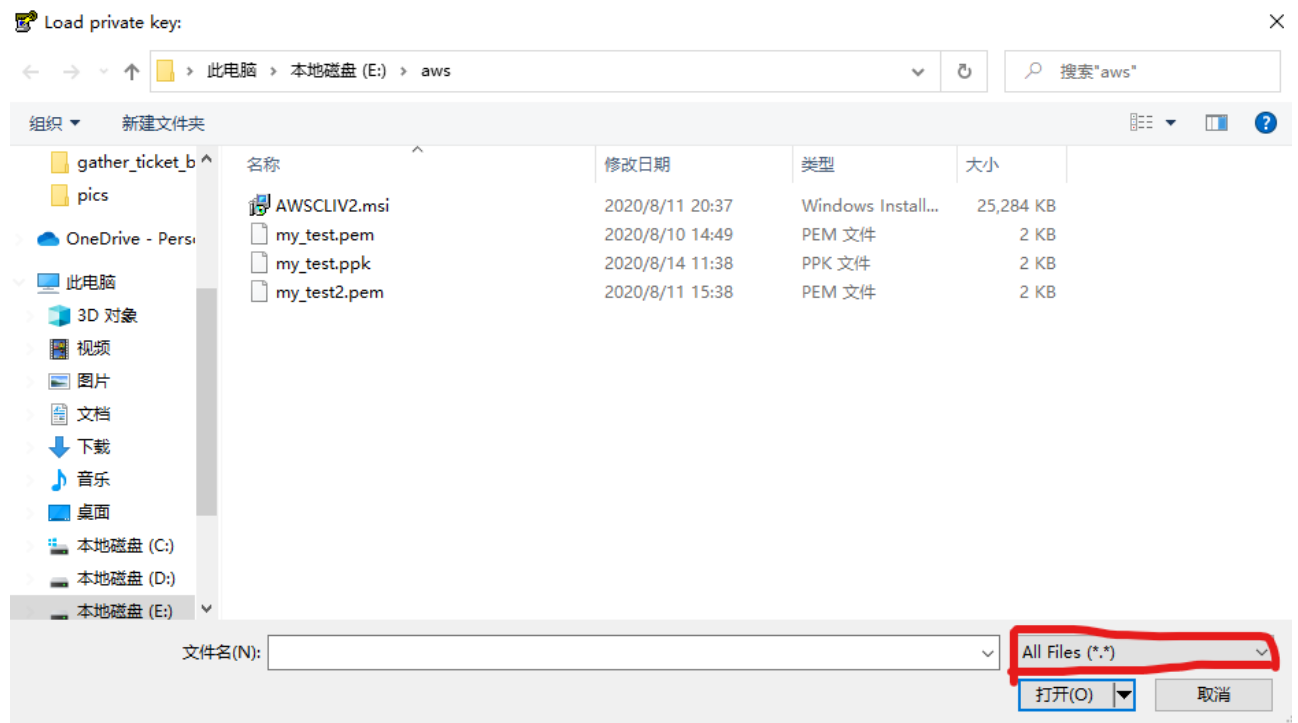 Load private key:
此电脑 › 本地磁盘 (E:) › aws
搜索"aws"
组织
新建文件夹
gather_ticket_b
pics
OneDrive - Pers
此电脑
3D 对象
视频
图片
文档
下载
音乐
桌面
本地磁盘 (C:)
本地磁盘 (D:)
本地磁盘 (E:)
名称 修改日期 类型 大小
AWSCLIV2.msi 2020/8/11 20:37 Windows Install... 25,284 KB
my_test.pem 2020/8/10 14:49 PEM 文件 2 KB
my_test.ppk 2020/8/14 11:38 PPK 文件 2 KB
my_test2.pem 2020/8/11 15:38 PEM 文件 2 KB
文件名(N):
All Files (*.*)
打开(O)
取消